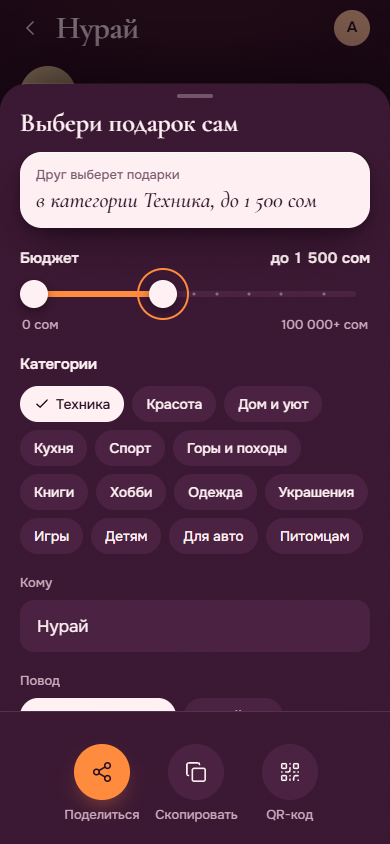 Нурай
A
Выбери подарок сам
Друг выберет подарки
в категории Техника, до 1 500 сом
Бюджет до 1 500 сом
0 сом 100 000+ сом
Категории
Техника Красота Дом и уют
Кухня Спорт Горы и походы
Книги Хобби Одежда Украшения
Игры Детям Для авто Питомцам
Кому
Нурай
Повод
Поделиться Скопировать QR-код